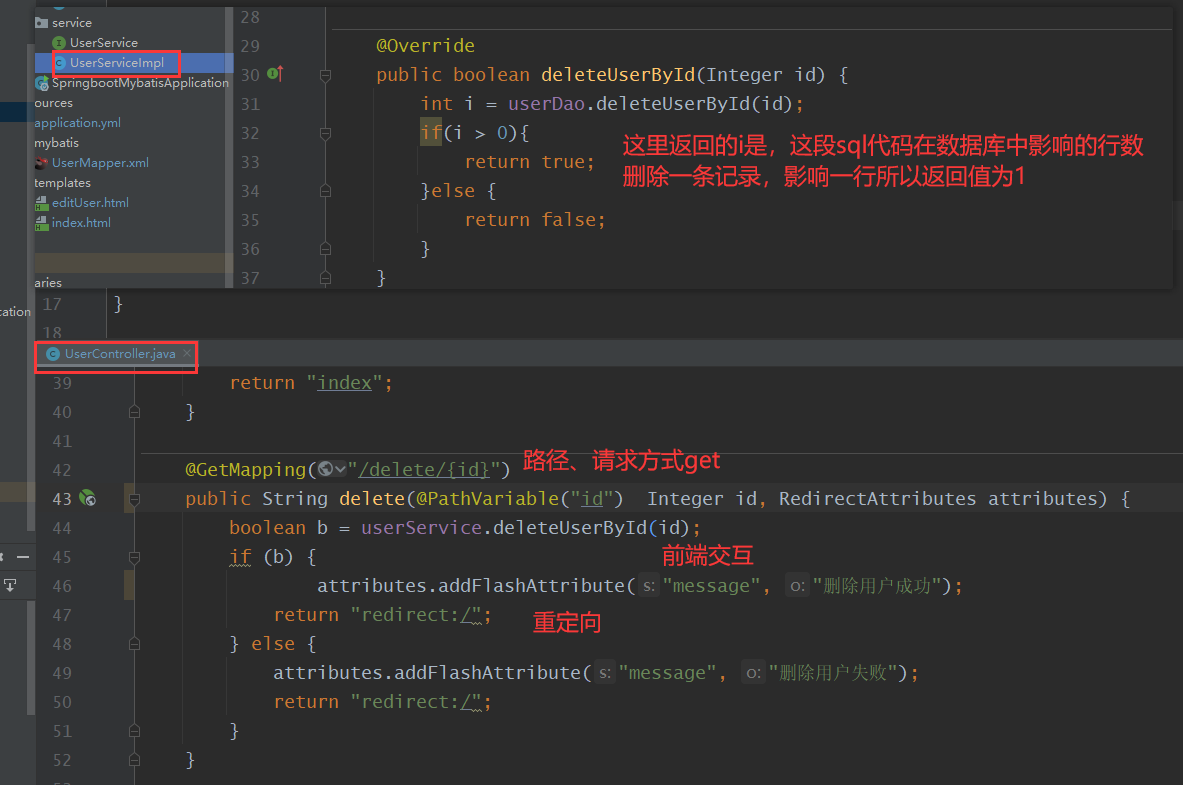 service
UserService
UserServiceImpl
SpringbootMybatisApplication
ources
application.yml
mybatis
UserMapper.xml
templates
editUser.html
index.html
aries
cation
28
29 @Override
30 public boolean deleteUserById(Integer id) {
31 int i = userDao.deleteUserById(id);
32 if(i > 0){
33 return true;
34 }else {
35 return false;
36 }
37 }
这里返回的i是，这段sql代码在数据库中影响的行数
删除一条记录，影响一行所以返回值为1
17 }
18
UserController.java
39 return "index";
40 }
41
42 @GetMapping("/delete/{id}") 路径、请求方式get
43 public String delete(@PathVariable("id") Integer id, RedirectAttributes attributes) {
44 boolean b = userService.deleteUserById(id);
45 if (b) { 前端交互
46 attributes.addFlashAttribute( s: "message", o: "删除用户成功");
47 return "redirect:/"; 重定向
48 } else {
49 attributes.addFlashAttribute( s: "message", o: "删除用户失败");
50 return "redirect:/";
51 }
52 }